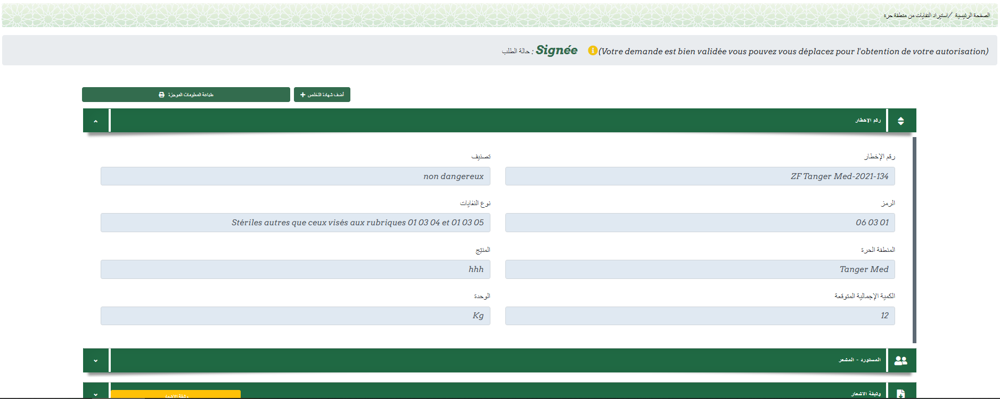 الصفحة الرئيسية / استيراد النفايات من منطقة حرة
حالة الطلب : Signée (Votre demande est bien validée vous pouvez vous déplacez pour l'obtention de votre autorisation)
أضف شهادة التخلص
طباعة المعلومات الموجزة
رقم الإخطار
رقم الإخطار
ZF Tanger Med-2021-134
تصنيف
non dangereux
الرمز
06 03 01
نوع النفايات
Stériles autres que ceux visés aux rubriques 01 03 04 et 01 03 05
المنطقة الحرة
Tanger Med
المنتج
hhh
الكمية الإجمالية المتوقعة
12
الوحدة
Kg
المستورد - المشعر
وثيقة الاشعار
وثيقة الاشعار